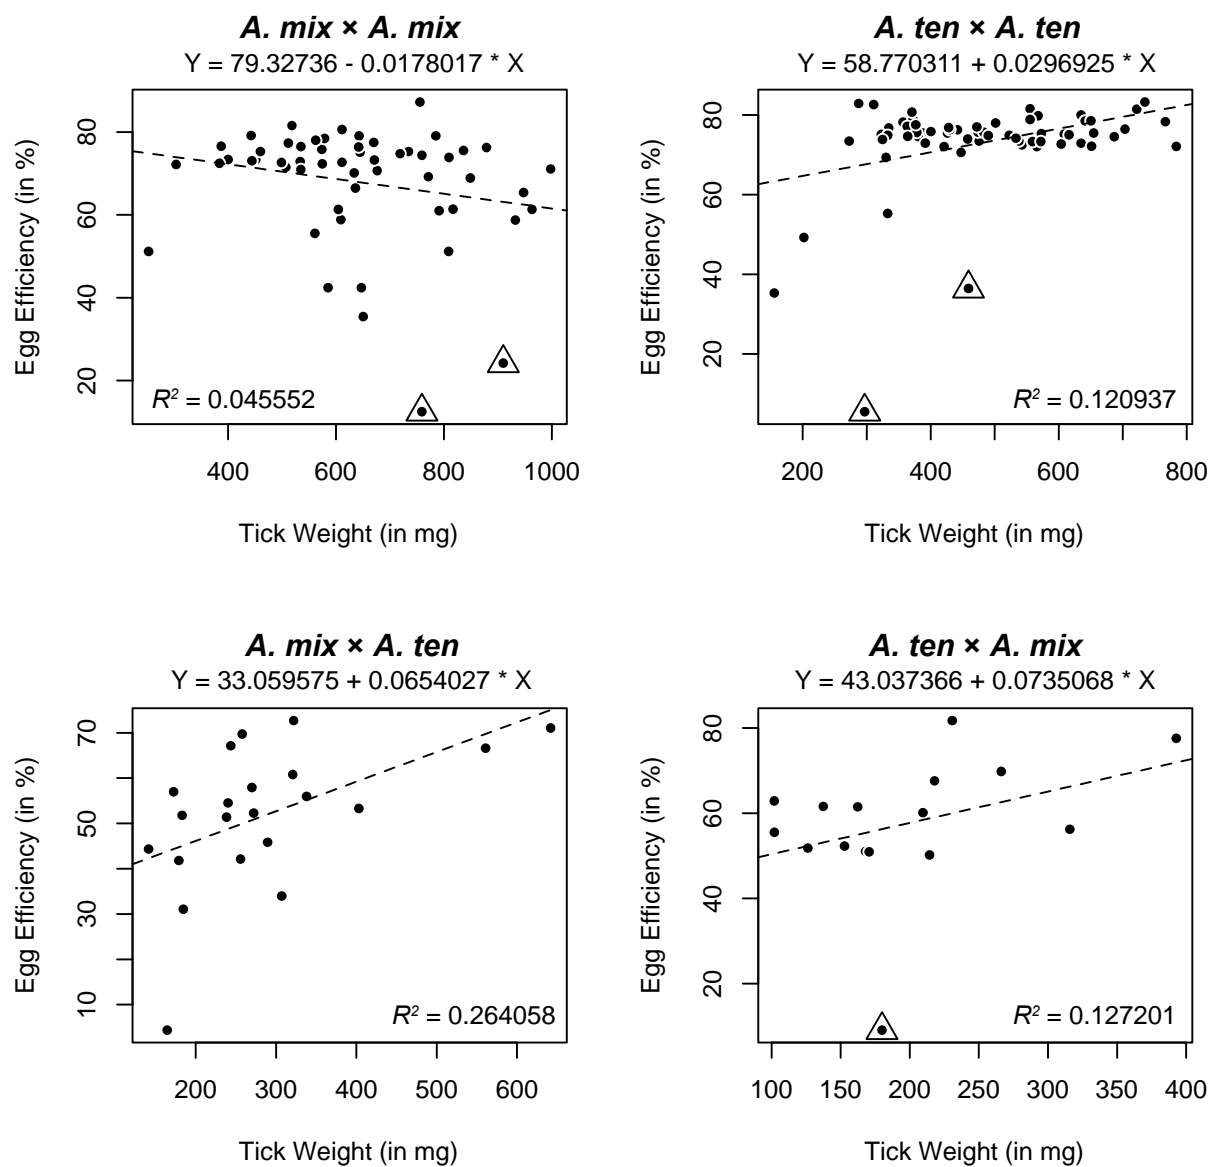 A. mix × A. mix
Y = 79.32736 - 0.0178017 * X
Egg Efficiency (in %)
80
60
40
20
R² = 0.045552
400 600 800 1000
Tick Weight (in mg)
A. ten × A. ten
Y = 58.770311 + 0.0296925 * X
Egg Efficiency (in %)
80
60
40
20
R² = 0.120937
200 400 600 800
Tick Weight (in mg)
A. mix × A. ten
Y = 33.059575 + 0.0654027 * X
Egg Efficiency (in %)
70
50
30
10
R² = 0.264058
200 300 400 500 600
Tick Weight (in mg)
A. ten × A. mix
Y = 43.037366 + 0.0735068 * X
Egg Efficiency (in %)
80
60
40
20
R² = 0.127201
100 150 200 250 300 350 400
Tick Weight (in mg)